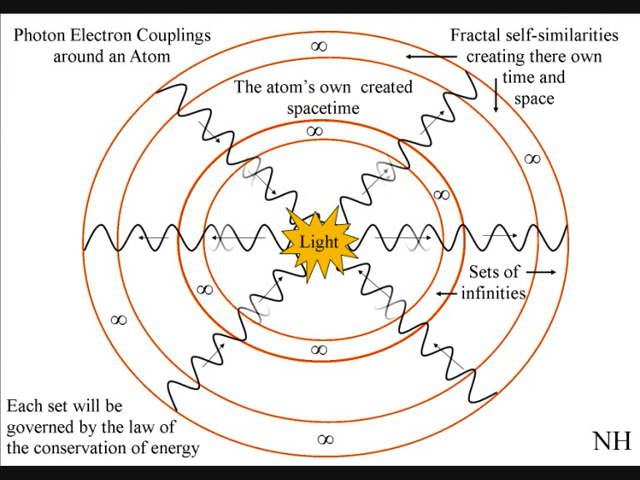 Photon Electron Couplings
around an Atom
Fractal self-similarities
creating there own
time and
space
∞
The atom's own created
spacetime
∞
∞
∞
Light
Sets of
infinities
∞
∞
∞
Each set will be
governed by the law of
the conservation of energy
∞
NH